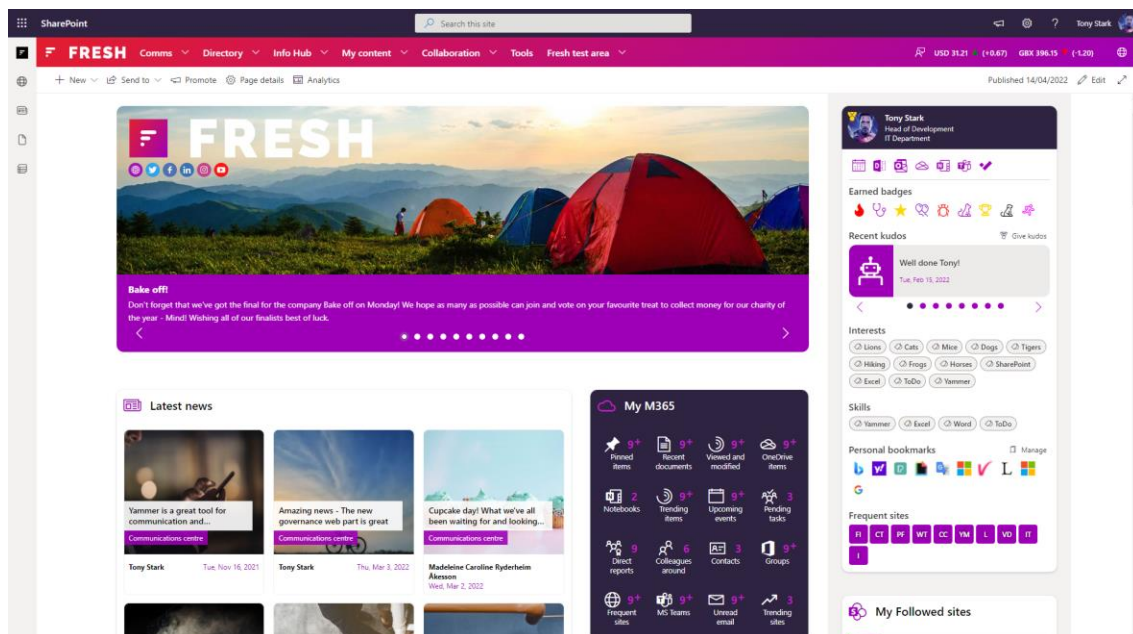 SharePoint
Search this site
Tony Stark
FRESH
Comms
Directory
Info Hub
My content
Collaboration
Tools
Fresh test area
USD 31.21 (+0.67) GBX 396.15 (-1.20)
New
Send to
Promote
Page details
Analytics
Published 14/04/2022
Edit
FRESH
Bake off!
Don't forget that we've got the final for the company Bake off on Monday! We hope as many as possible can join and vote on your favourite treat to collect money for our charity of
the year - Mind! Wishing all of our finalists best of luck.
Latest news
Yammer is a great tool for
communication and...
Communications centre
Tony Stark
Tue, Nov 16, 2021
Amazing news - The new
governance web part is great
Communications centre
Tony Stark
Thu, Mar 3, 2022
Cupcake day! What we've all
been waiting for and looking...
Communications centre
Madeleine Caroline Ryderheim
Åkesson
Wed, Mar 2, 2022
My M365
9+
Pinned
items
9+
Recent
documents
9+
Viewed and
modified
9+
OneDrive
items
2
Notebooks
9+
Trending
items
9+
Upcoming
events
3
Pending
tasks
9
Direct
reports
6
Colleagues
around
3
Contacts
9+
Groups
9+
Frequent
sites
9+
MS Teams
9+
Unread
email
3
Trending
sites
Tony Stark
Head of Development
IT Department
Earned badges
Recent kudos
Give kudos
Well done Tony!
Tue, Feb 15, 2022
Interests
Lions
Cats
Mice
Dogs
Tigers
Hiking
Frogs
Horses
SharePoint
Excel
ToDo
Yammer
Skills
Yammer
Excel
Word
ToDo
Personal bookmarks
Manage
Frequent sites
FI
CT
PF
WT
CC
YM
L
VD
IT
I
My Followed sites